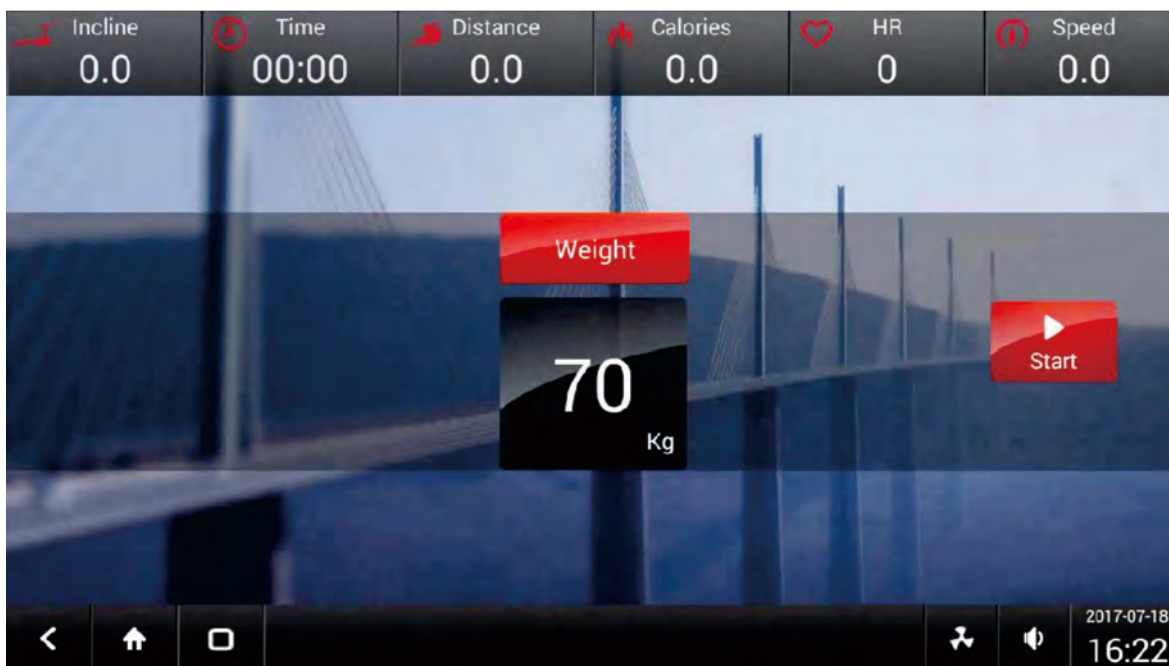 Incline Time Distance Calories HR Speed
0.0 00:00 0.0 0.0 0 0.0
Weight
70
Kg
Start
2017-07-18
16:22